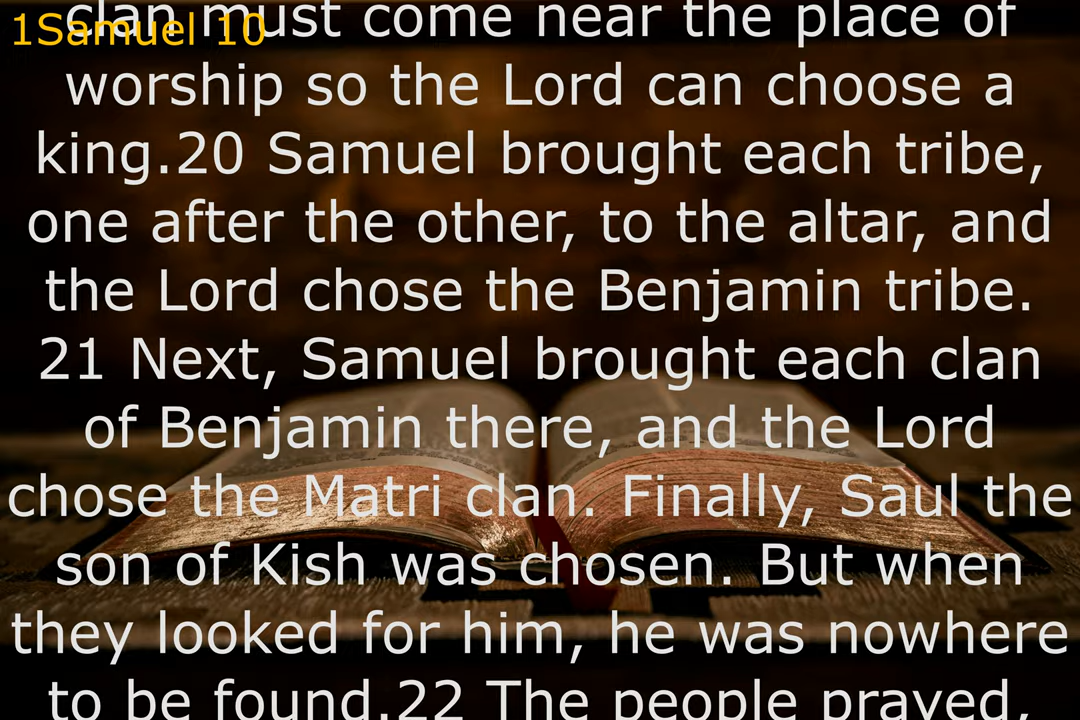 1Samuel 10
clan must come near the place of
worship so the Lord can choose a
king.20 Samuel brought each tribe,
one after the other, to the altar, and
the Lord chose the Benjamin tribe.
21 Next, Samuel brought each clan
of Benjamin there, and the Lord
chose the Matri clan. Finally, Saul the
son of Kish was chosen. But when
they looked for him, he was nowhere
to be found.22 The people prayed,